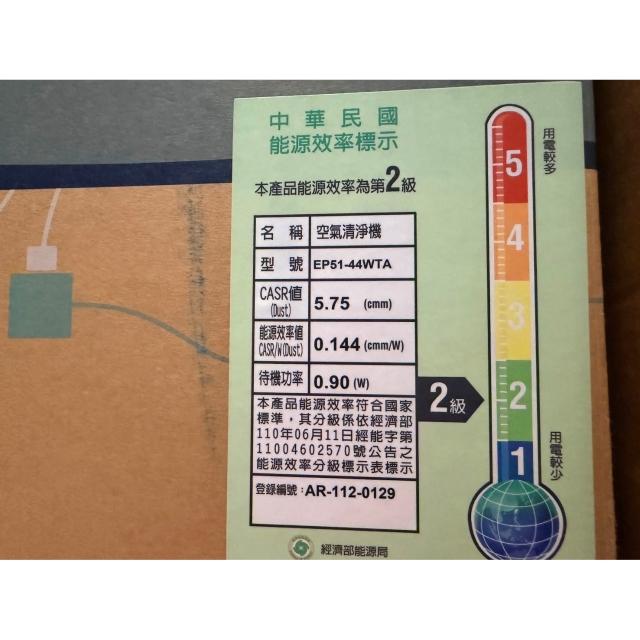 中華民國
能源效率標示
本產品能源效率為第2級
名稱 空氣清淨機
型號 EP51-44WTA
CASR值(Dust) 5.75 (cmm)
能源效率值CASR/W(Dust) 0.144 (cmm/W)
待機功率 0.90 (W)
本產品能源效率符合國家
標準，其分級係依經濟部
110年06月11日經能字第
11004602570號公告之
能源效率分級標示表標示
登錄編號：AR-112-0129
經濟部能源局
用電較多
5
4
3
2
2級
1
用電較少